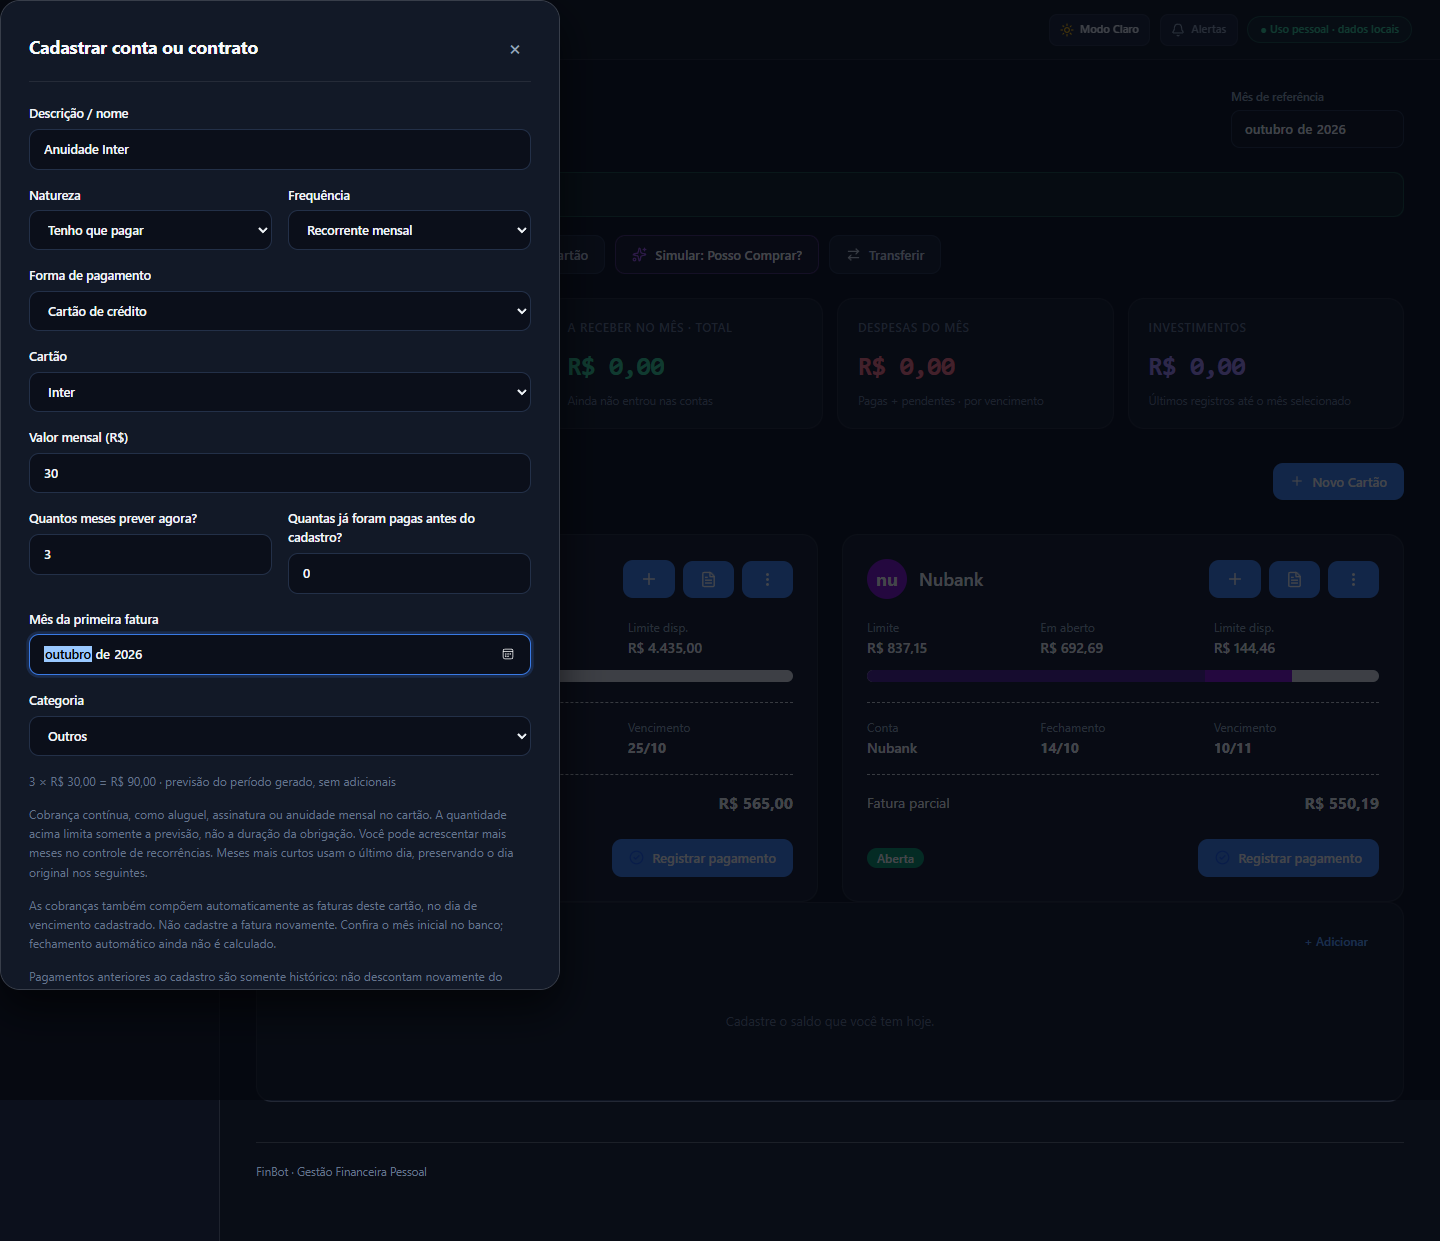 Cadastrar conta ou contrato
×
Descrição / nome
Anuidade Inter
Natureza
Frequência
Tenho que pagar
Recorrente mensal
Forma de pagamento
Cartão de crédito
Cartão
Inter
Valor mensal (R$)
30
Quantos meses prever agora?
Quantas já foram pagas antes do
cadastro?
3
0
Mês da primeira fatura
outubro de 2026
Categoria
Outros
3 × R$ 30,00 = R$ 90,00 · previsão do período gerado, sem adicionais
Cobrança contínua, como aluguel, assinatura ou anuidade mensal no cartão. A quantidade
acima limita somente a previsão, não a duração da obrigação. Você pode acrescentar mais
meses no controle de recorrências. Meses mais curtos usam o último dia, preservando o dia
original nos seguintes.
As cobranças também compõem automaticamente as faturas deste cartão, no dia de
vencimento cadastrado. Não cadastre a fatura novamente. Confira o mês inicial no banco;
fechamento automático ainda não é calculado.
Pagamentos anteriores ao cadastro são somente histórico: não descontam novamente do
Modo Claro
Alertas
Uso pessoal · dados locais
Mês de referência
outubro de 2026
artão
Simular: Posso Comprar?
Transferir
A RECEBER NO MÊS · TOTAL
R$ 0,00
Ainda não entrou nas contas
DESPESAS DO MÊS
R$ 0,00
Pagas + pendentes · por vencimento
INVESTIMENTOS
R$ 0,00
Últimos registros até o mês selecionado
+ Novo Cartão
Limite disp.
R$ 4.435,00
Vencimento
25/10
R$ 565,00
Registrar pagamento
nu Nubank
Limite
R$ 837,15
Em aberto
R$ 692,69
Limite disp.
R$ 144,46
Conta
Nubank
Fechamento
14/10
Vencimento
10/11
Fatura parcial
R$ 550,19
Aberta
Registrar pagamento
+ Adicionar
Cadastre o saldo que você tem hoje.
FinBot · Gestão Financeira Pessoal